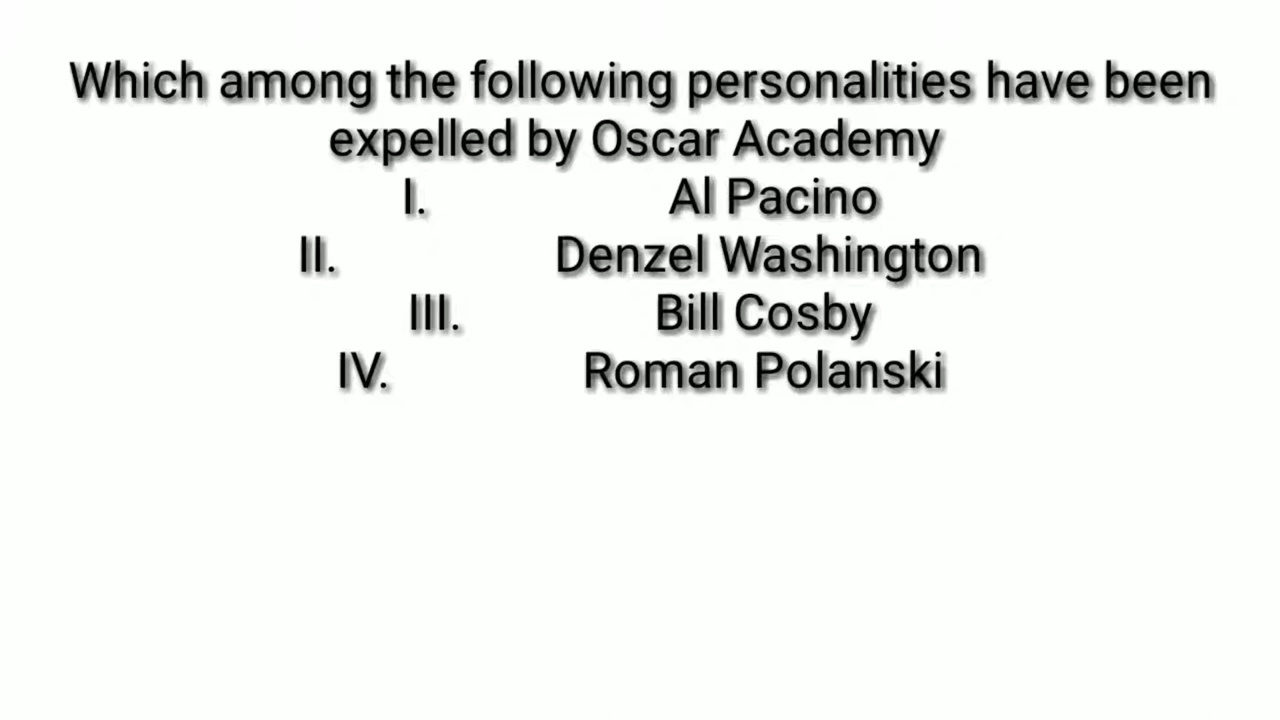 Which among the following personalities have been
expelled by Oscar Academy
I. Al Pacino
II. Denzel Washington
III. Bill Cosby
IV. Roman Polanski